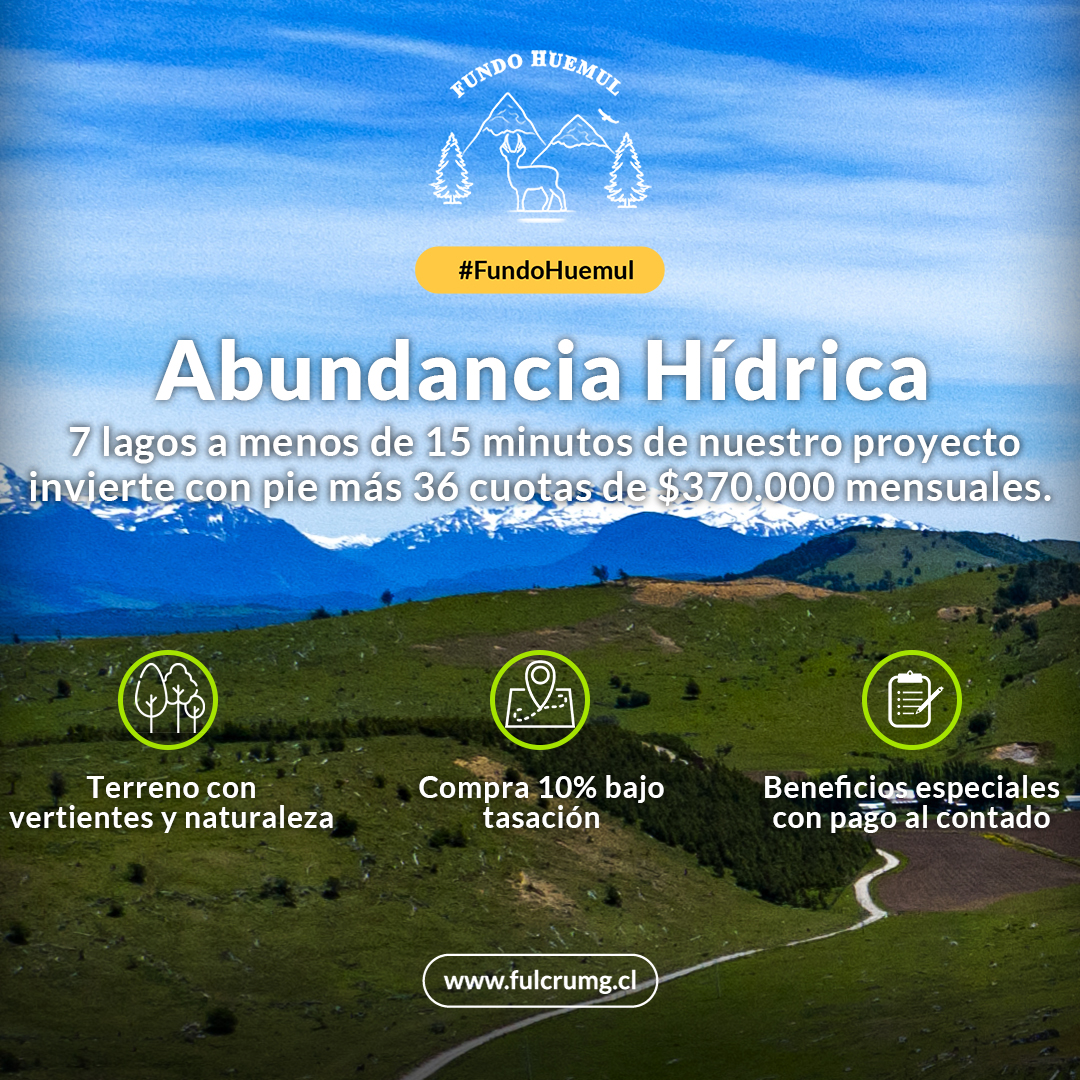 FUNDO HUEMUL
#FundoHuemul
Abundancia Hídrica
7 lagos a menos de 15 minutos de nuestro proyecto
invierte con pie más 36 cuotas de $370.000 mensuales.
Terreno con
vertientes y naturaleza
Compra 10% bajo
tasación
Beneficios especiales
con pago al contado
www.fulcrumg.cl